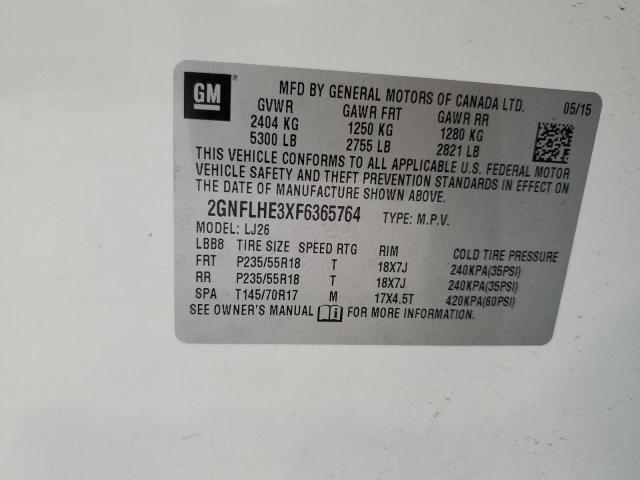 GM
MFD BY GENERAL MOTORS OF CANADA LTD. 05/15
GVWR GAWR FRT GAWR RR
2404 KG 1250 KG 1280 KG
5300 LB 2755 LB 2821 LB
THIS VEHICLE CONFORMS TO ALL APPLICABLE U.S. FEDERAL MOTOR
VEHICLE SAFETY AND THEFT PREVENTION STANDARDS IN EFFECT ON
THE DATE OF MANUFACTURE SHOWN ABOVE.
2GNFLHE3XF6365764 TYPE: M.P.V.
MODEL: LJ26
LBB8 TIRE SIZE SPEED RTG RIM COLD TIRE PRESSURE
FRT P235/55R18 T 18X7J 240KPA(35PSI)
RR P235/55R18 T 18X7J 240KPA(35PSI)
SPA T145/70R17 M 17X4.5T 420KPA(60PSI)
SEE OWNER'S MANUAL i FOR MORE INFORMATION.